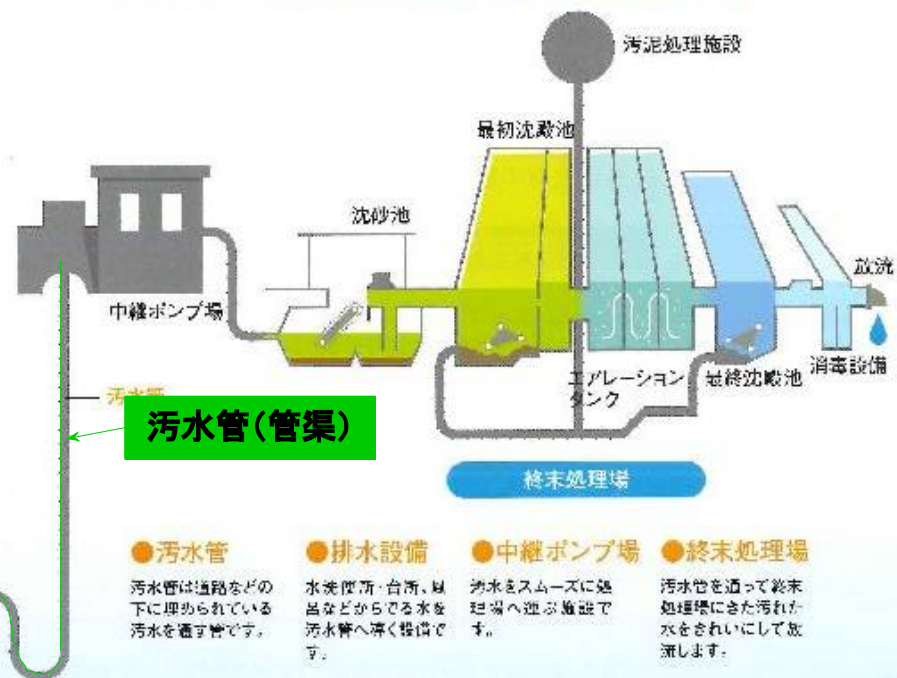 汚泥処理施設
最初沈殿池
沈砂池
放流
中継ポンプ場
エアレーション
タンク
最終沈殿池
消毒設備
汚水管
汚水管(管渠)
終末処理場
●汚水管
汚水管は道路などの
下に埋められている
汚水を通す管です。
●排水設備
水洗便所・台所、風
呂などからでる水を
汚水管へ導く設備で
す。
●中継ポンプ場
汚水をスムーズに処
理場へ運ぶ施設で
す。
●終末処理場
汚水管を通って終末
処理場にきた汚れた
水をきれいにして放
流します。